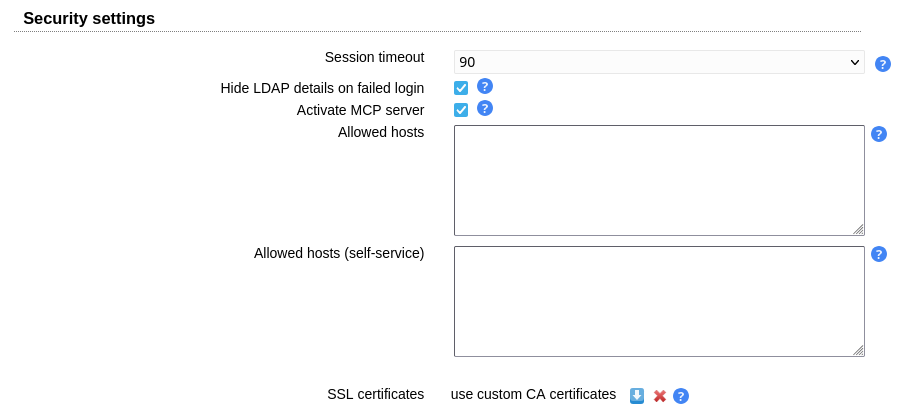 Security settings
Session timeout 90 ?
Hide LDAP details on failed login ?
Activate MCP server ?
Allowed hosts ?
Allowed hosts (self-service) ?
SSL certificates use custom CA certificates ?